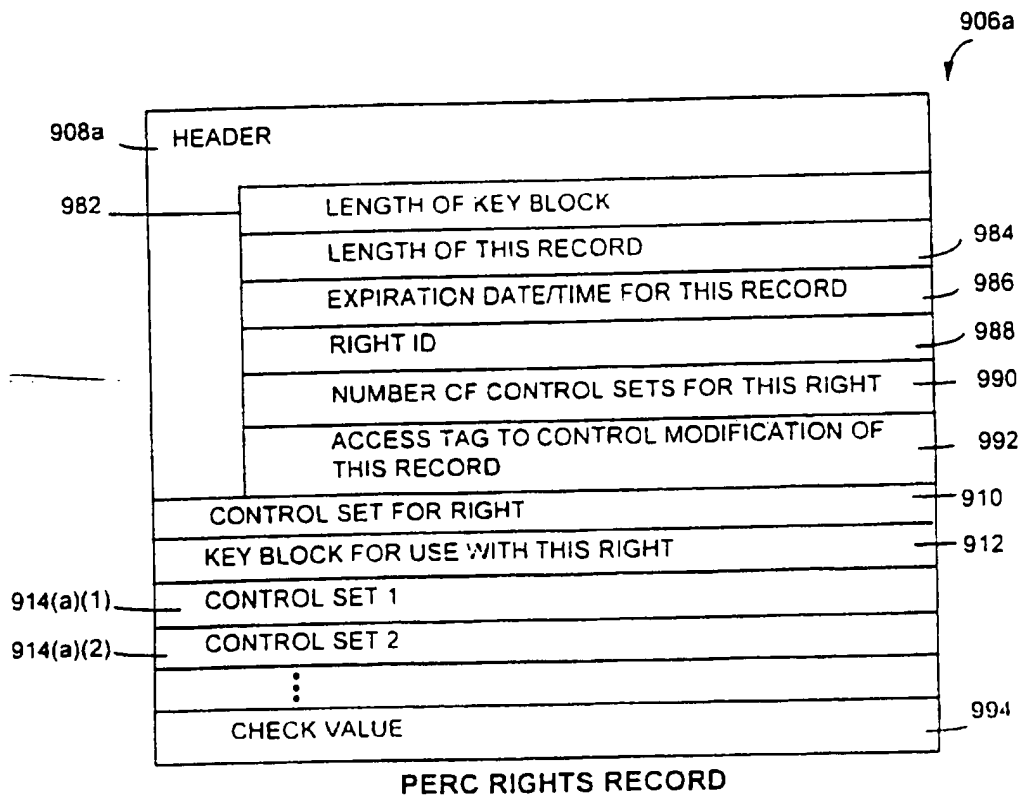 906a
908a HEADER
982 LENGTH OF KEY BLOCK
LENGTH OF THIS RECORD 984
EXPIRATION DATE/TIME FOR THIS RECORD 986
RIGHT ID 988
NUMBER OF CONTROL SETS FOR THIS RIGHT 990
ACCESS TAG TO CONTROL MODIFICATION OF
THIS RECORD 992
CONTROL SET FOR RIGHT 910
KEY BLOCK FOR USE WITH THIS RIGHT 912
914(a)(1) CONTROL SET 1
914(a)(2) CONTROL SET 2
CHECK VALUE 994
PERC RIGHTS RECORD